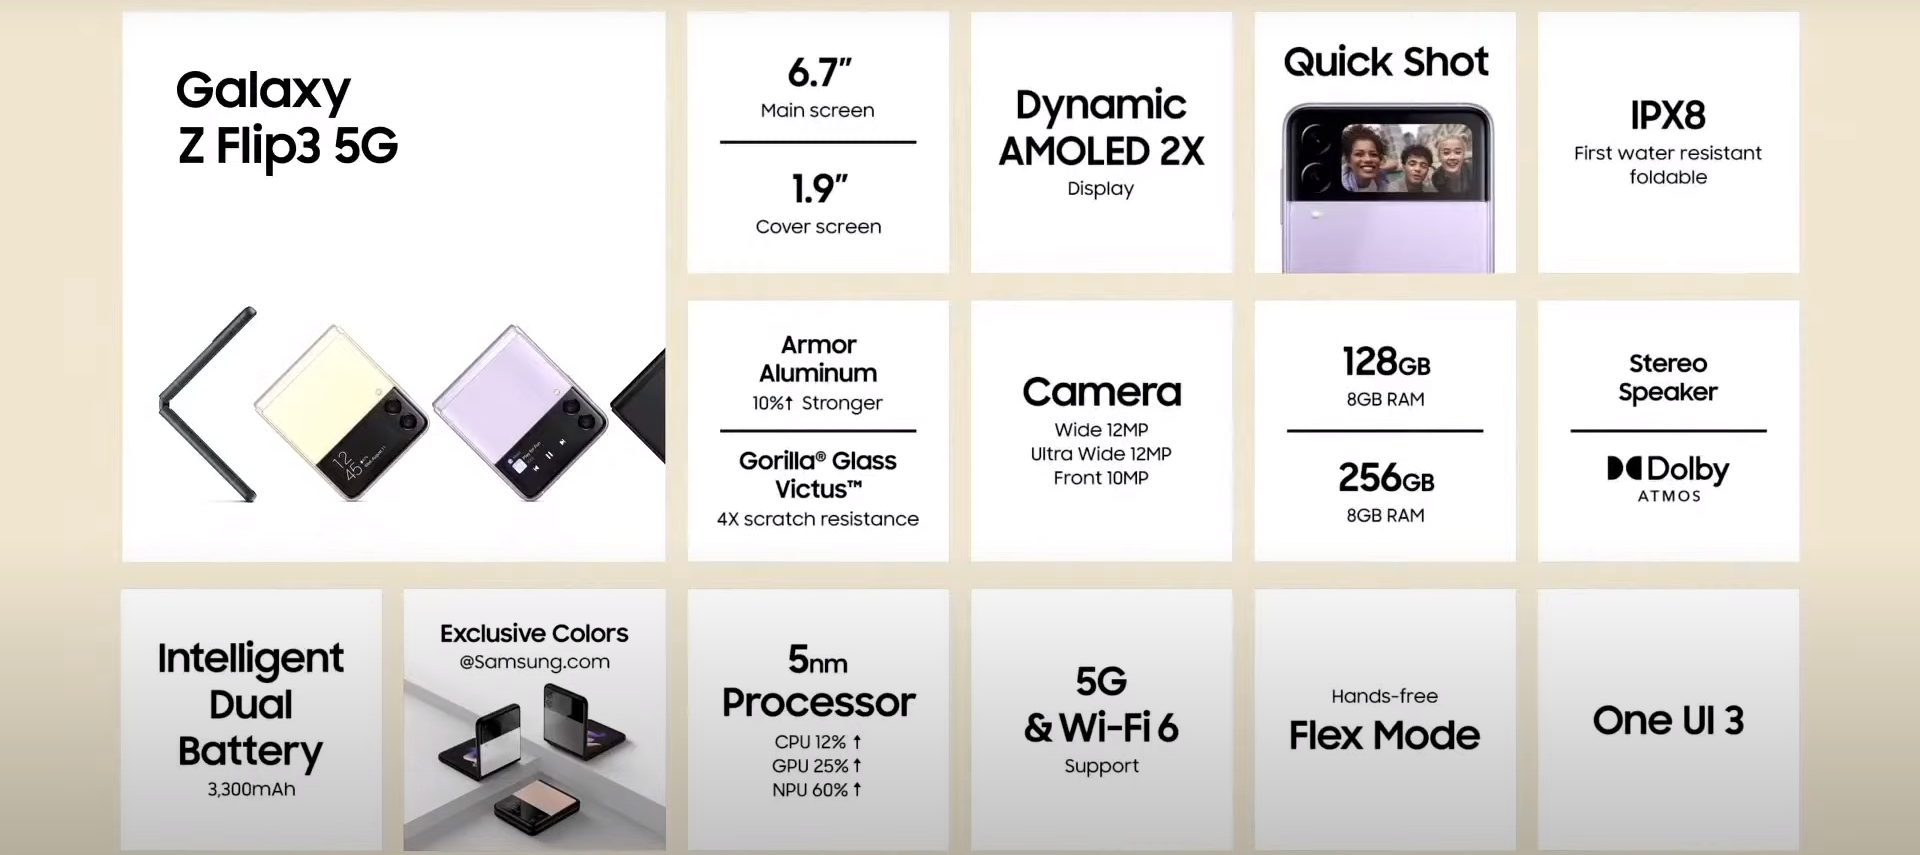 Galaxy
Z Flip3 5G
6.7”
Main screen
1.9”
Cover screen
Dynamic
AMOLED 2X
Display
Quick Shot
IPX8
First water resistant
foldable
Armor
Aluminum
10%↑ Stronger
Gorilla® Glass
Victus™
4X scratch resistance
Camera
Wide 12MP
Ultra Wide 12MP
Front 10MP
128GB
8GB RAM
256GB
8GB RAM
Stereo
Speaker
Dolby
ATMOS
12
45
Intelligent
Dual
Battery
3,300mAh
Exclusive Colors
@Samsung.com
5nm
Processor
CPU 12% ↑
GPU 25% ↑
NPU 60% ↑
5G
& Wi-Fi 6
Support
Hands-free
Flex Mode
One UI 3